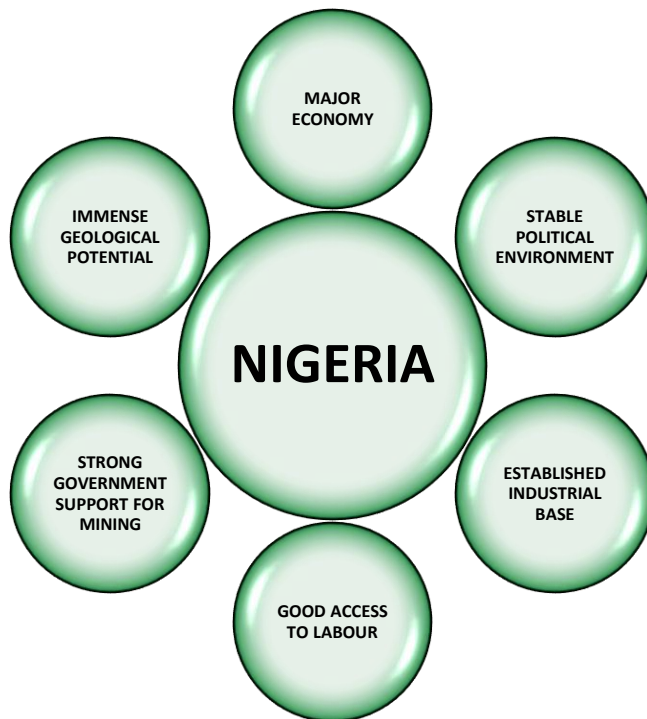 MAJOR
ECONOMY
IMMENSE
GEOLOGICAL
POTENTIAL
STABLE
POLITICAL
ENVIRONMENT
NIGERIA
STRONG
GOVERNMENT
SUPPORT FOR
MINING
ESTABLISHED
INDUSTRIAL
BASE
GOOD ACCESS
TO LABOUR